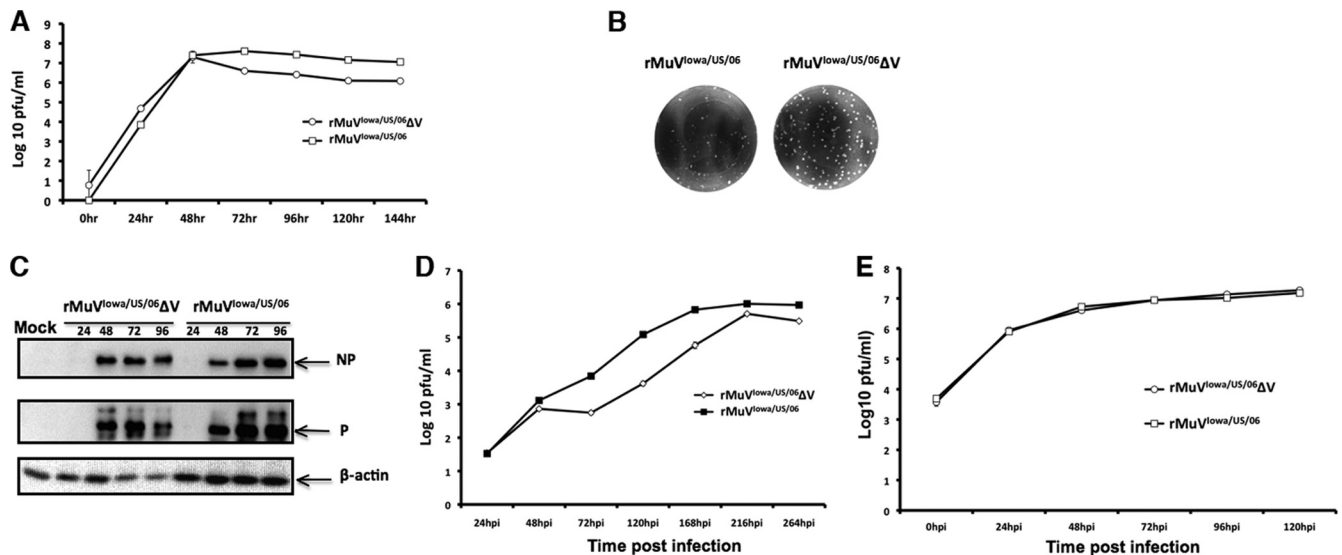 A
Log 10 pfu/ml
9
8
7
6
5
4
3
2
1
0
0hr 24hr 48hr 72hr 96hr 120hr 144hr
rMuVIowa/US/06ΔV
rMuVIowa/US/06
B
rMuVIowa/US/06 rMuVIowa/US/06ΔV
C
rMuVIowa/US/06ΔV rMuVIowa/US/06
Mock 24 48 72 96 24 48 72 96
NP
P
β-actin
D
Log 10 pfu/ml
7
6
5
4
3
2
1
0
24hpi 48hpi 72hpi 120hpi 168hpi 216hpi 264hpi
Time post infection
rMuVIowa/US/06ΔV
rMuVIowa/US/06
E
Log10 pfu/ml)
8
7
6
5
4
3
2
1
0
0hpi 24hpi 48hpi 72hpi 96hpi 120hpi
Time post infection
rMuVIowa/US/06ΔV
rMuVIowa/US/06